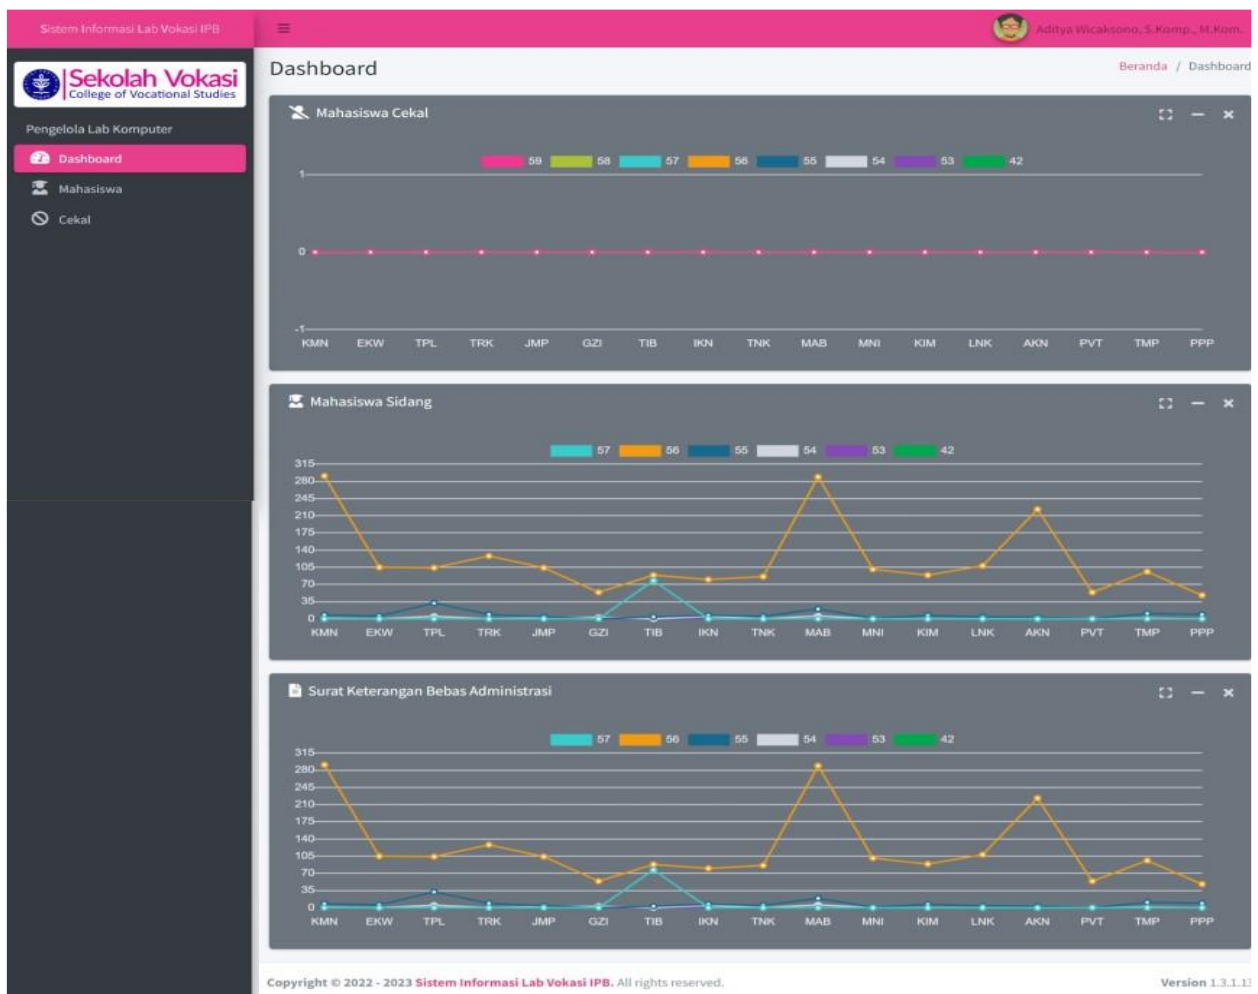 Sistem Informasi Lab Vokasi IPB
Aditya Wicaksono, S.Komp., M.Kom.
Sekolah Vokasi
College of Vocational Studies
Pengelola Lab Komputer
Dashboard
Mahasiswa
Cekal
Dashboard
Beranda / Dashboard
Mahasiswa Cekal
59 58 57 56 55 54 53 42
1
0
-1
KMN EKW TPL TRK JMP GZI TIB IKN TNK MAB MNI KIM LNK AKN PVT TMP PPP
Mahasiswa Sidang
57 56 55 54 53 42
315
280
245
210
175
140
105
70
35
0
KMN EKW TPL TRK JMP GZI TIB IKN TNK MAB MNI KIM LNK AKN PVT TMP PPP
Surat Keterangan Bebas Administrasi
57 56 55 54 53 42
315
280
245
210
175
140
105
70
35
0
KMN EKW TPL TRK JMP GZI TIB IKN TNK MAB MNI KIM LNK AKN PVT TMP PPP
Copyright © 2022 - 2023 Sistem Informasi Lab Vokasi IPB. All rights reserved.
Version